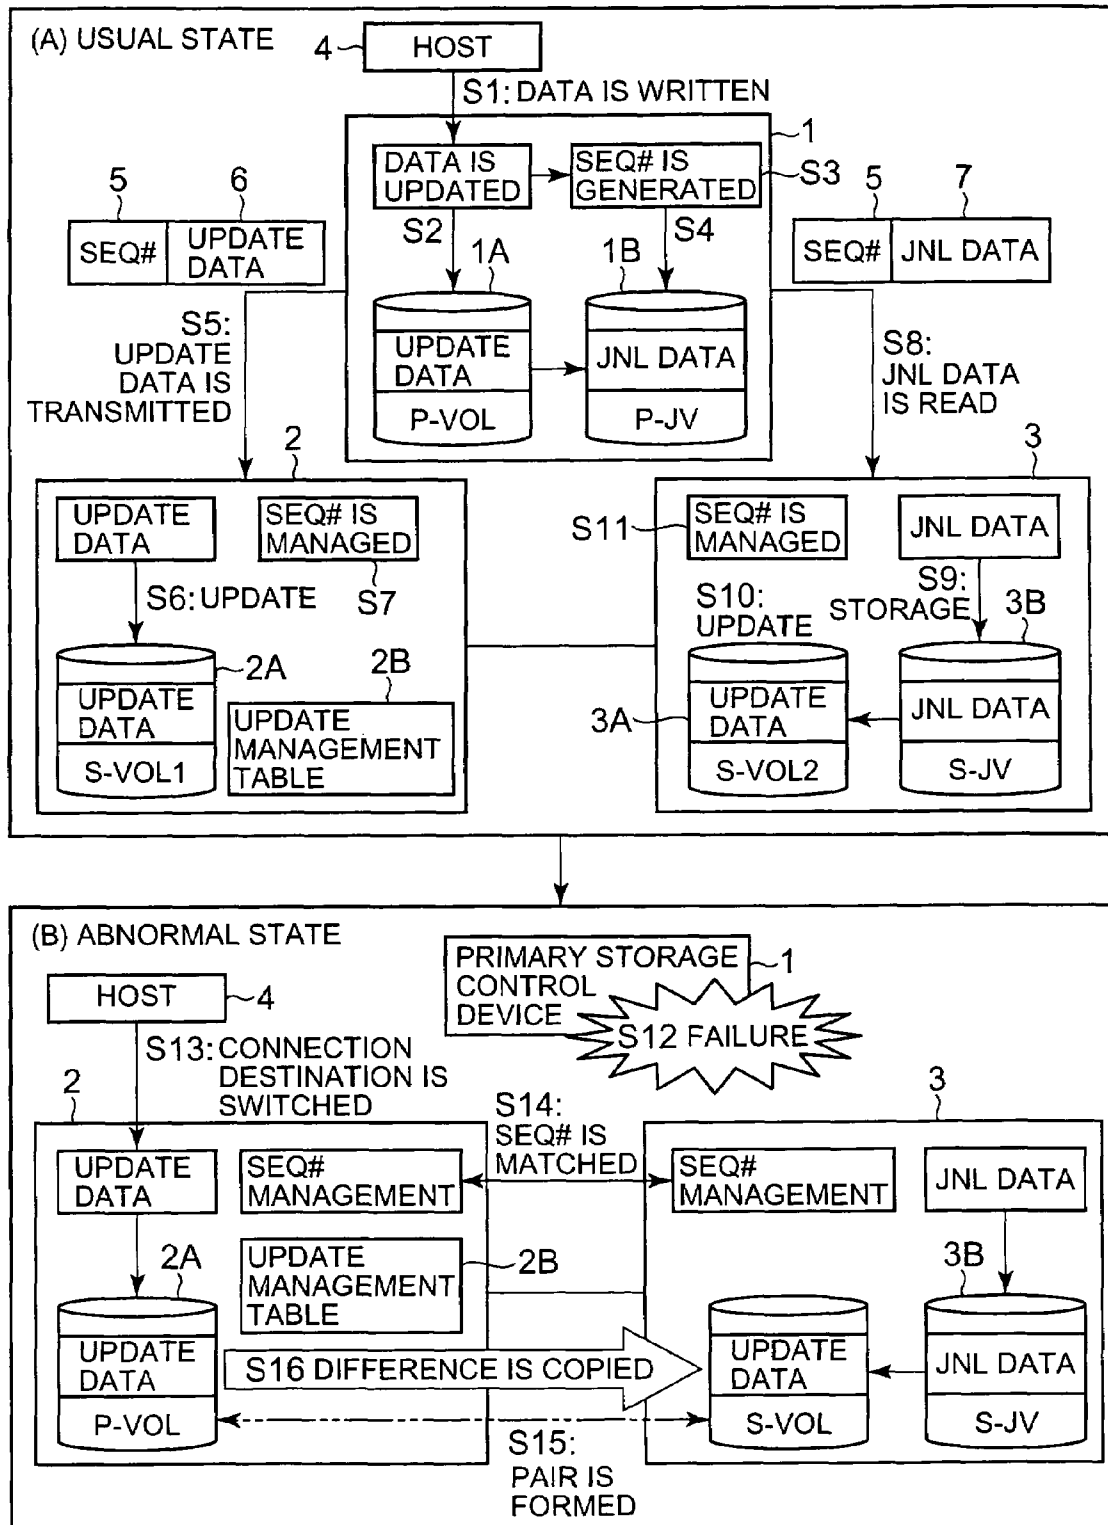 (A) USUAL STATE
4
HOST
S1: DATA IS WRITTEN
1
DATA IS
UPDATED
SEQ# IS
GENERATED
S3
5
6
SEQ#
UPDATE
DATA
S2
S4
5
7
SEQ#
JNL DATA
1A
1B
UPDATE
DATA
P-VOL
JNL DATA
P-JV
S5:
UPDATE
DATA IS
TRANSMITTED
S8:
JNL DATA
IS READ
2
UPDATE
DATA
SEQ# IS
MANAGED
S7
S6: UPDATE
2A
UPDATE
DATA
S-VOL1
2B
UPDATE
MANAGEMENT
TABLE
3
S11
SEQ# IS
MANAGED
JNL DATA
S9:
STORAGE
S10:
UPDATE
3B
3A
UPDATE
DATA
S-VOL2
JNL DATA
S-JV
(B) ABNORMAL STATE
HOST
4
PRIMARY STORAGE
CONTROL
DEVICE
1
S12 FAILURE
S13: CONNECTION
DESTINATION IS
SWITCHED
2
UPDATE
DATA
SEQ#
MANAGEMENT
S14:
SEQ# IS
MATCHED
3
SEQ#
MANAGEMENT
JNL DATA
2A
UPDATE
MANAGEMENT
TABLE
2B
3B
UPDATE
DATA
P-VOL
S16 DIFFERENCE IS COPIED
UPDATE
DATA
S-VOL
JNL DATA
S-JV
S15:
PAIR IS
FORMED